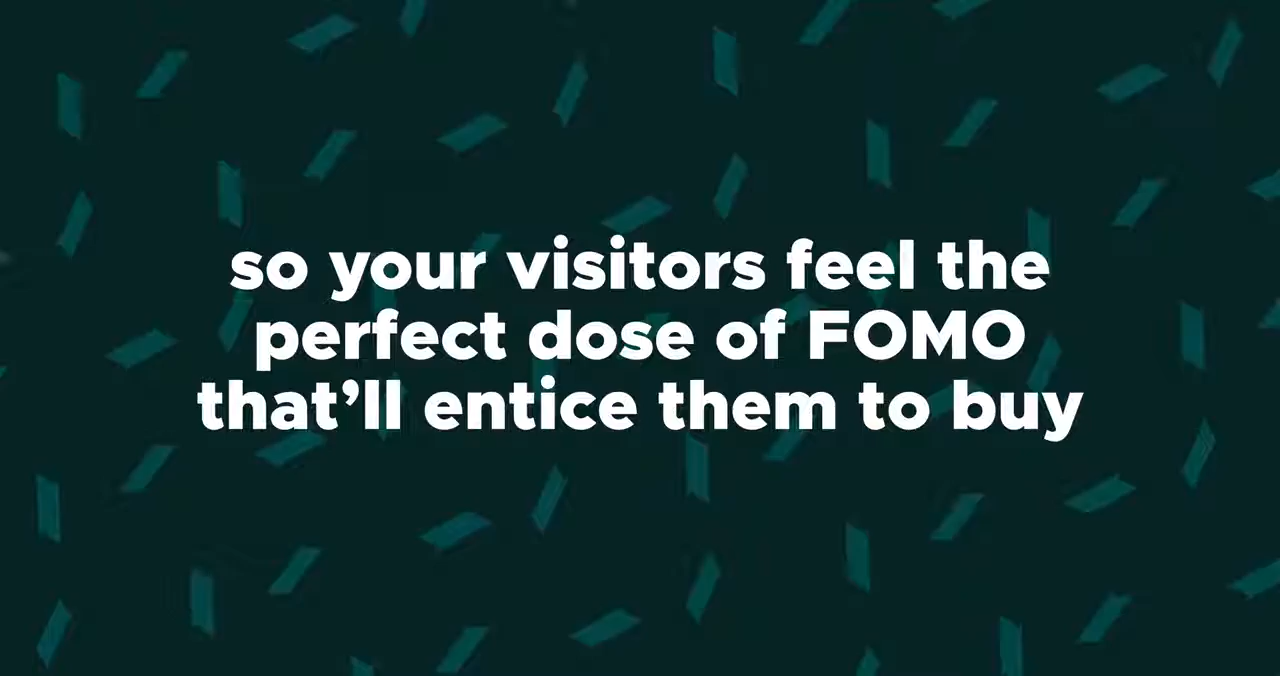 so your visitors feel the
perfect dose of FOMO
that’ll entice them to buy